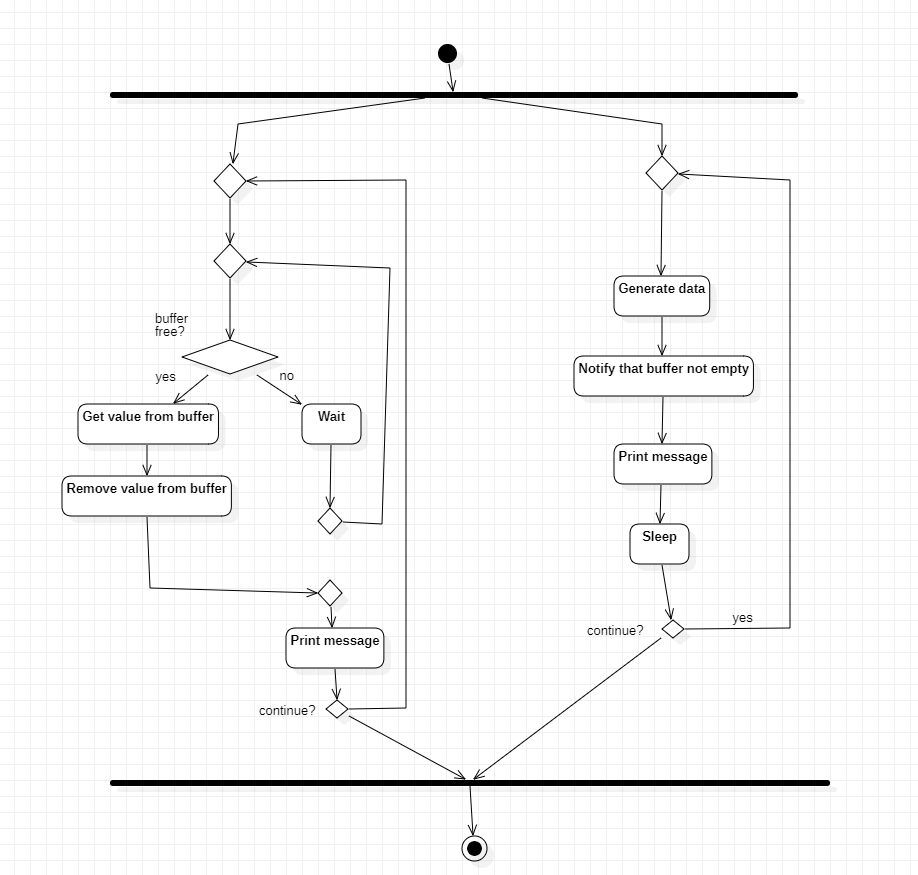 buffer
free?
yes
no
Get value from buffer
Wait
Remove value from buffer
Print message
continue?
Generate data
Notify that buffer not empty
Print message
Sleep
continue?
yes